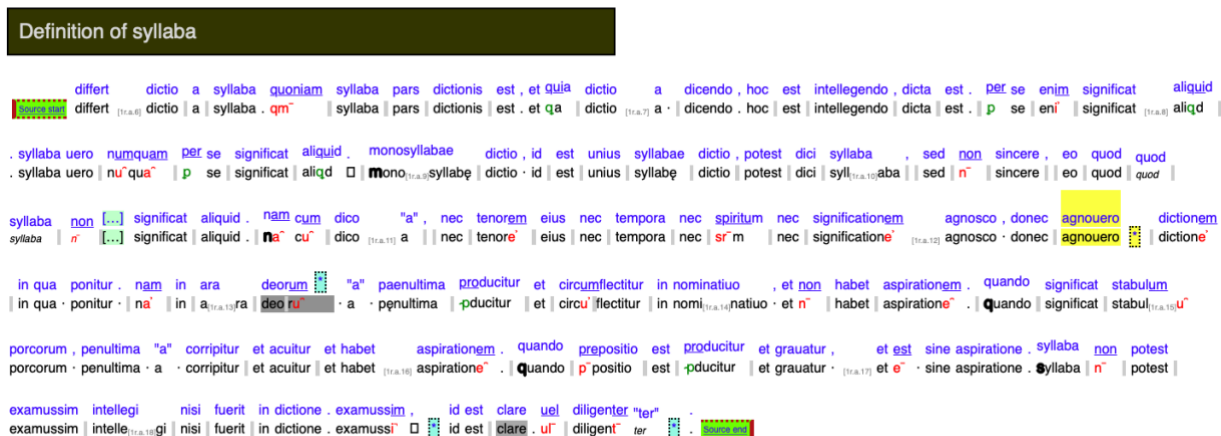 Definition of syllaba
differt dictio a syllaba quoniam syllaba pars dictionis est , et quia dictio a dicendo , hoc est intellegendo , dicta est . per se enim significat aliquid
Source start differt [1r.a.6] dictio | a | syllaba . qm¯ | syllaba | pars | dictionis | est . et qa | dictio [1r.a.7] a · | dicendo . hoc | est | intellegendo | dicta | est . | p | se | eni' | significat [1r.a.8] aliqd |
. syllaba uero numquam per se significat aliquid . monosyllabae dictio , id est unius syllabae dictio , potest dici syllaba , sed non sincere , eo quod quod
. syllaba uero | nuˆquaˆ | p | se | significat | aliqd □ | mono[1r.a.9]syllabę | dictio · id | est | unius | syllabę | dictio | potest | dici | syll[1r.a.10]aba | | sed | n¯ | sincere | | eo | quod | quod
syllaba non [...] significat aliquid . nam cum dico "a" , nec tenorem eius nec tempora nec spiritum nec significationem agnosco , donec agnouero dictionem
syllaba | n¯ | [...] | significat | aliquid . | naˆ cuˆ | dico [1r.a.11] a | | nec | tenore' | eius | nec | tempora | nec | sr¯m | nec | significatione' [1r.a.12] agnosco · donec | agnouero * | dictione'
in qua ponitur . nam in ara deorum * "a" paenultima producitur et circumflectitur in nominatiuo , et non habet aspirationem . quando significat stabulum
| in qua · ponitur · | na' | in | a[1r.a.13]ra | deo ruˆ · a · pęnultima | pducitur | et | circu'flectitur | in nomi[1r.a.14]natiuo · et | n¯ | habet | aspirationeˆ . | quando | significat | stabul[1r.a.15]uˆ
porcorum , penultima "a" corripitur et acuitur et habet aspirationem . quando prepositio est producitur et grauatur , et est sine aspiratione . syllaba non potest
porcorum · penultima · a · corripitur | et acuitur | et habet [1r.a.16] aspirationeˆ . | quando | p¯positio | est | pducitur | et grauatur · [1r.a.17] et e¯ · sine aspiratione . syllaba | n¯ | potest |
examussim intellegi nisi fuerit in dictione . examussim , id est clare uel diligenter "ter" .
examussim | intelle[1r.a.18]gi | nisi | fuerit | in dictione . examussiˆ □ * id est | clare . | ul¯ | diligent¯ ter * . Source end